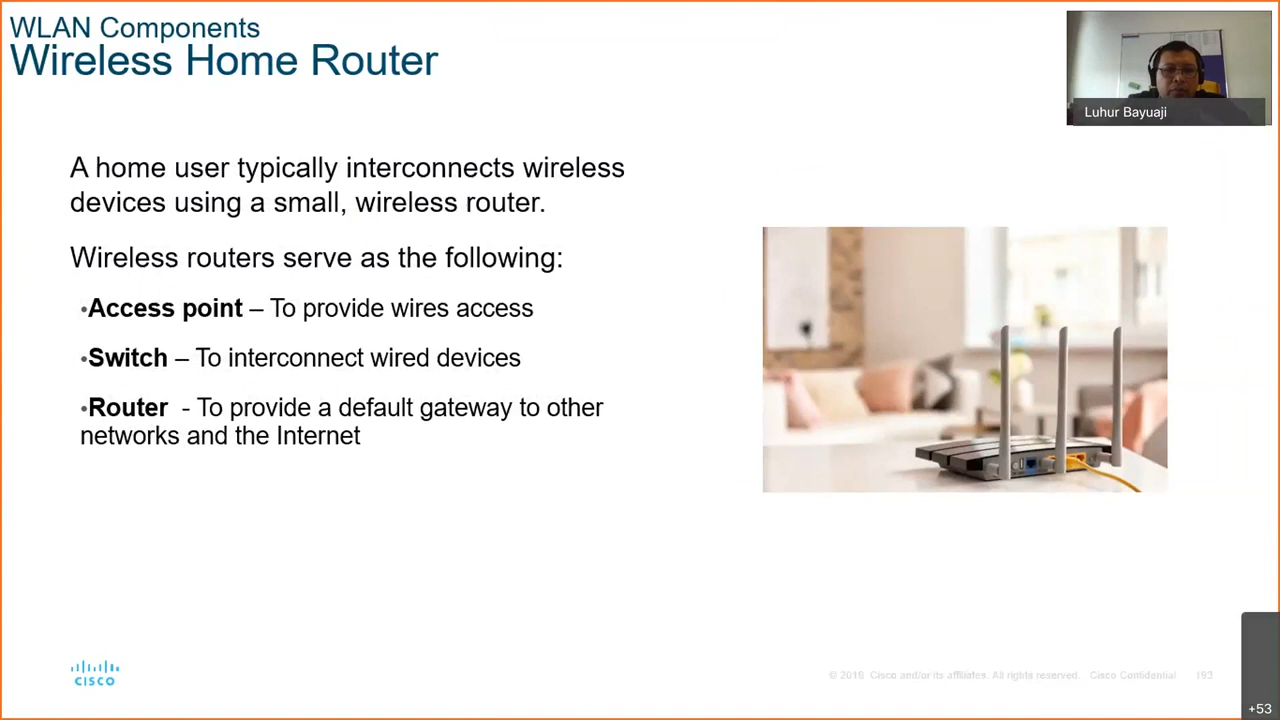 WLAN Components
Wireless Home Router
Luhur Bayuaji
A home user typically interconnects wireless
devices using a small, wireless router.
Wireless routers serve as the following:
•Access point – To provide wires access
•Switch – To interconnect wired devices
•Router - To provide a default gateway to other
networks and the Internet
CISCO
© 2016 Cisco and/or its affiliates. All rights reserved. Cisco Confidential 193
+53